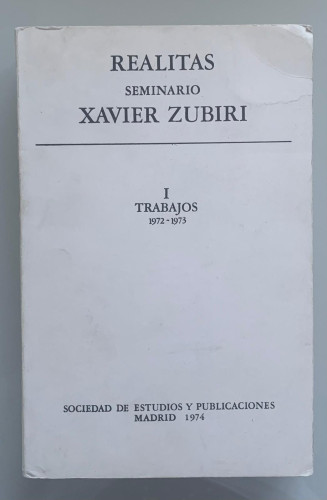 REALITAS
SEMINARIO
XAVIER ZUBIRI
I
TRABAJOS
1972-1973
SOCIEDAD DE ESTUDIOS Y PUBLICACIONES
MADRID 1974